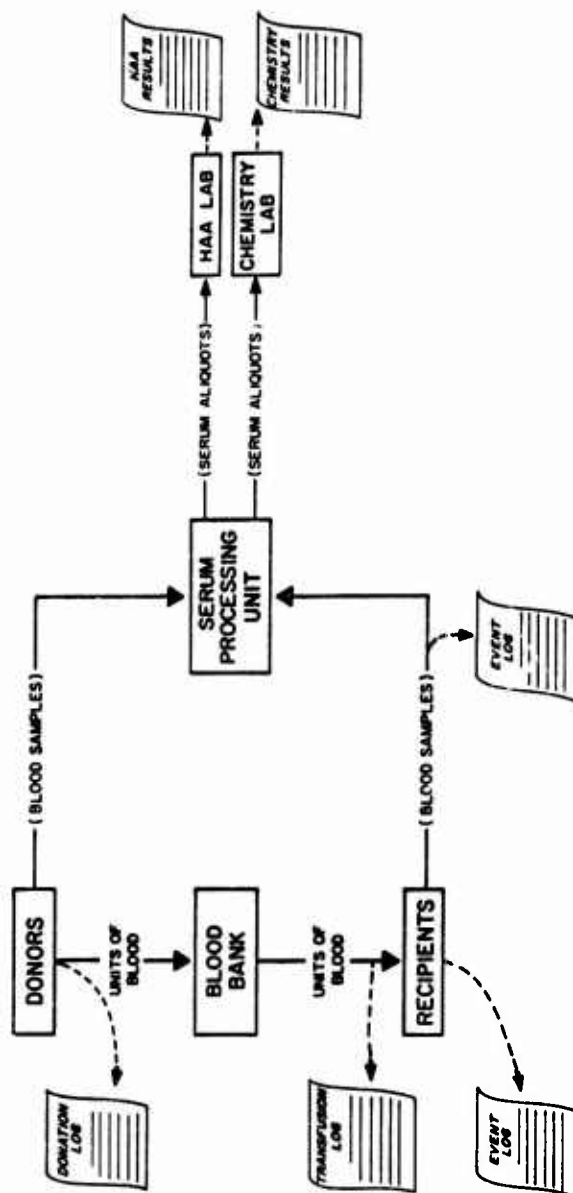 DONATION
LOG
DONORS
( BLOOD SAMPLES)
UNITS OF
BLOOD
BLOOD
BANK
UNITS OF
BLOOD
TRANSFUSION
LOG
RECIPIENTS
( BLOOD SAMPLES)
EVENT
LOG
EVENT
LOG
SERUM
PROCESSING
UNIT
(SERUM ALIQUOTS)
(SERUM ALIQUOTS)
HAA LAB
CHEMISTRY
LAB
HAA
RESULTS
CHEMISTRY
RESULTS